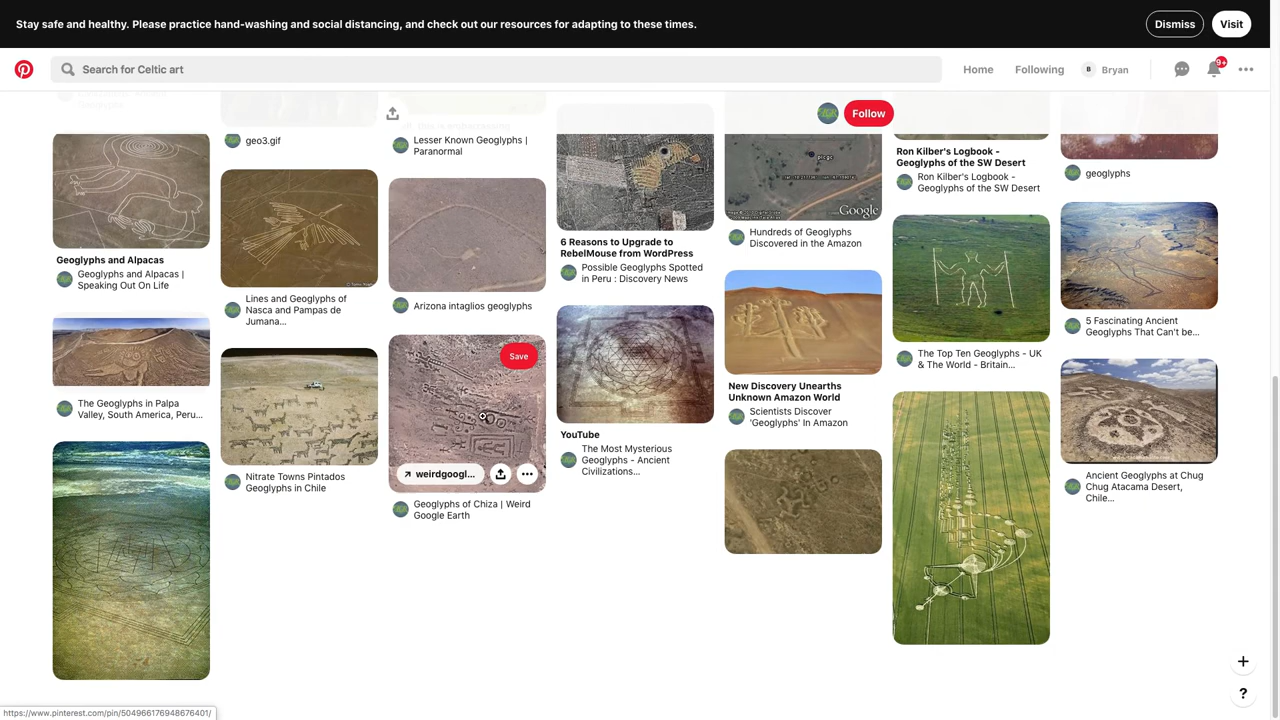 Stay safe and healthy. Please practice hand-washing and social distancing, and check out our resources for adapting to these times.
Dismiss
Visit
Search for Celtic art
Home
Following
B
Bryan
9+
Follow
Geoglyphs
Geoglyphs and Alpacas
Geoglyphs and Alpacas |
Speaking Out On Life
The Geoglyphs in Palpa
Valley, South America, Peru...
geo3.gif
Lines and Geoglyphs of
Nasca and Pampas de
Jumana...
Nitrate Towns Pintados
Geoglyphs in Chile
Lesser Known Geoglyphs |
Paranormal
Arizona intaglios geoglyphs
Save
weirdgoogl...
Geoglyphs of Chiza | Weird
Google Earth
6 Reasons to Upgrade to
RebelMouse from WordPress
Possible Geoglyphs Spotted
in Peru : Discovery News
YouTube
The Most Mysterious
Geoglyphs - Ancient
Civilizations...
Google
Hundreds of Geoglyphs
Discovered in the Amazon
New Discovery Unearths
Unknown Amazon World
Scientists Discover
'Geoglyphs' In Amazon
Ron Kilber's Logbook -
Geoglyphs of the SW Desert
Ron Kilber's Logbook -
Geoglyphs of the SW Desert
The Top Ten Geoglyphs - UK
& The World - Britain...
geoglyphs
5 Fascinating Ancient
Geoglyphs That Can't be...
Ancient Geoglyphs at Chug
Chug Atacama Desert,
Chile...
+
?
https://www.pinterest.com/pin/504966176948676401/